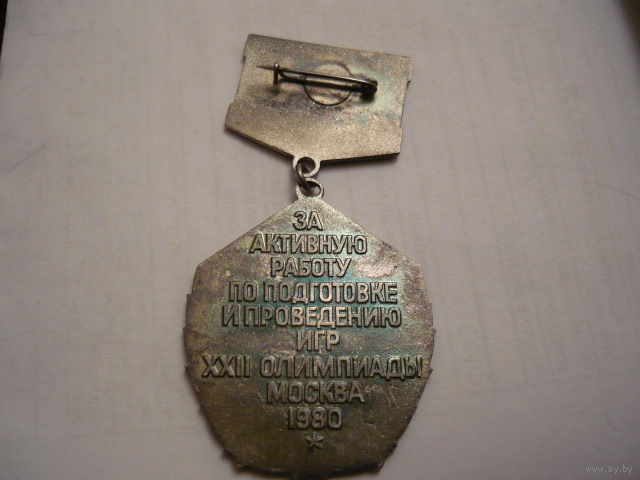 ЗА
АКТИВНУЮ
РАБОТУ
ПО ПОДГОТОВКЕ
И ПРОВЕДЕНИЮ
ИГР
XXII ОЛИМПИАДЫ
МОСКВА
1980
www.ay.by